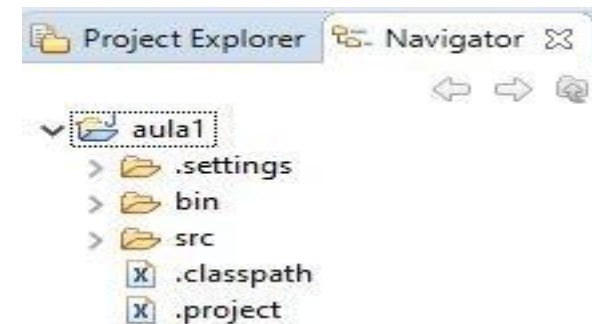 Project Explorer Navigator
aula1
.settings
bin
src
.classpath
.project